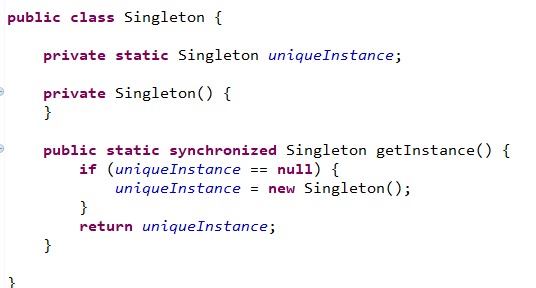 public class Singleton {
private static Singleton uniqueInstance;
private Singleton() {
}
public static synchronized Singleton getInstance() {
if (uniqueInstance == null) {
uniqueInstance = new Singleton();
}
return uniqueInstance;
}
}